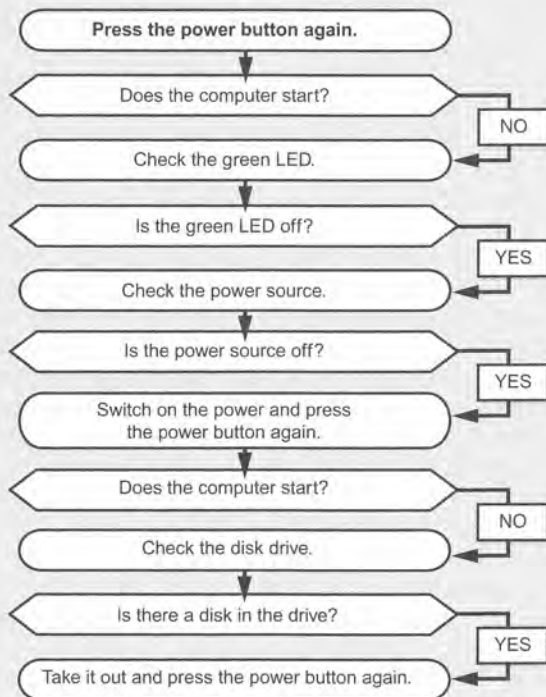 Press the power button again.
Does the computer start?
NO
Check the green LED.
Is the green LED off?
YES
Check the power source.
Is the power source off?
YES
Switch on the power and press
the power button again.
Does the computer start?
NO
Check the disk drive.
Is there a disk in the drive?
YES
Take it out and press the power button again.